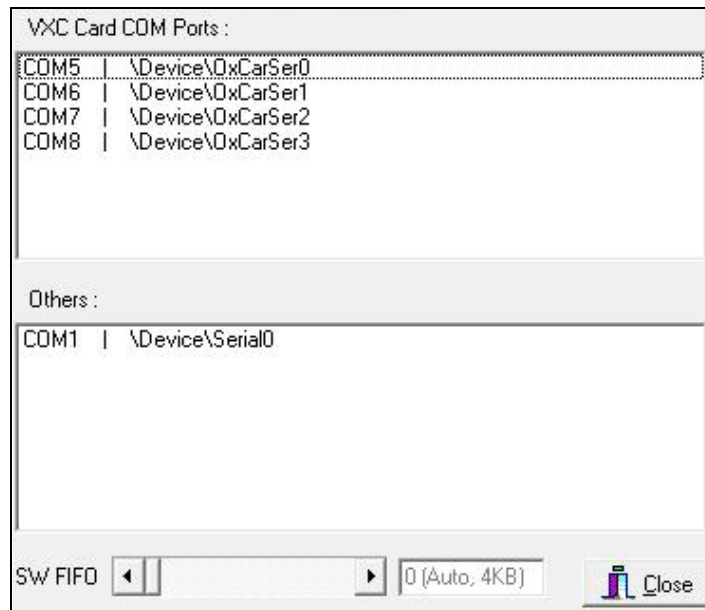 VXC Card COM Ports :
COM5 | \Device\OxCarSer0
COM6 | \Device\OxCarSer1
COM7 | \Device\OxCarSer2
COM8 | \Device\OxCarSer3
Others :
COM1 | \Device\Serial0
SW FIFO 0 (Auto, 4KB) Close